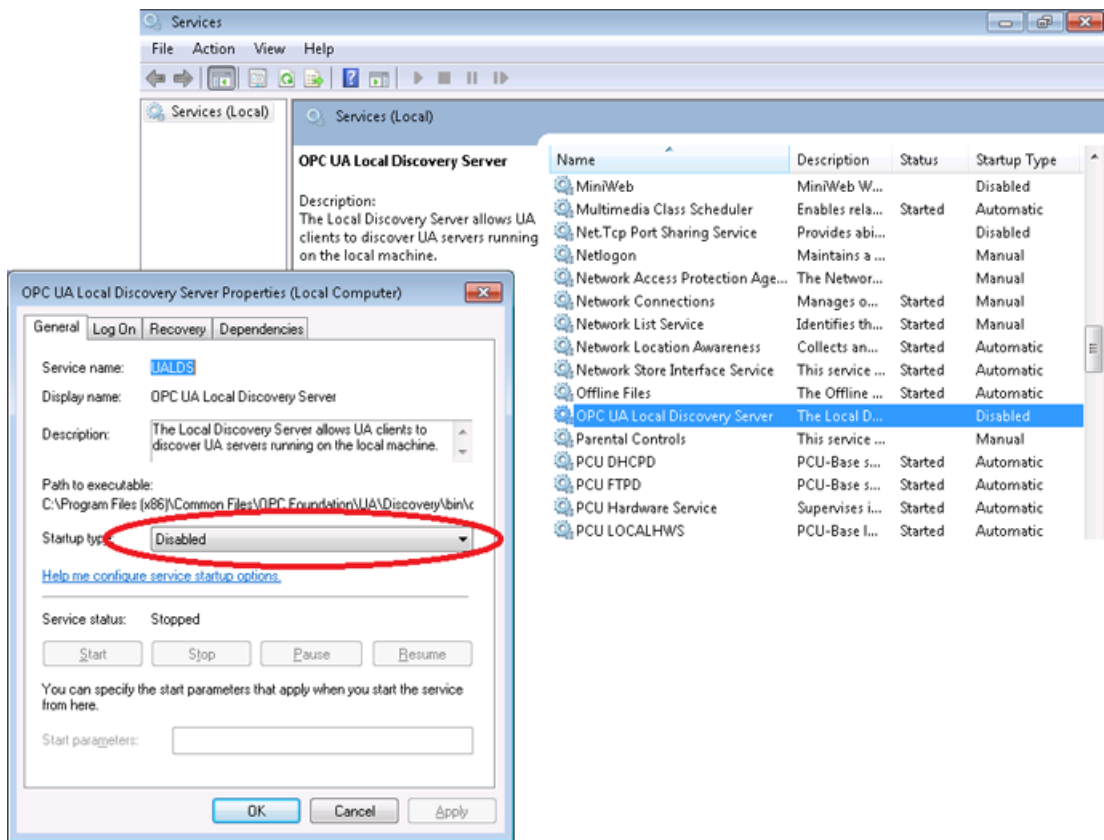 Services
File Action View Help
Services (Local)
Services (Local)
OPC UA Local Discovery Server
Description:
The Local Discovery Server allows UA
clients to discover UA servers running
on the local machine.
Name Description Status Startup Type
MiniWeb MiniWeb W... Disabled
Multimedia Class Scheduler Enables rela... Started Automatic
Net.Tcp Port Sharing Service Provides abi... Disabled
Netlogon Maintains a ... Manual
Network Access Protection Age... The Networ... Manual
Network Connections Manages o... Started Manual
Network List Service Identifies th... Started Manual
Network Location Awareness Collects an... Started Automatic
Network Store Interface Service This service ... Started Automatic
Offline Files The Offline ... Started Automatic
OPC UA Local Discovery Server The Local D... Disabled
Parental Controls This service ... Manual
PCU DHCPD PCU-Base s... Started Automatic
PCU FTPD PCU-Base s... Started Automatic
PCU Hardware Service Supervises i... Started Automatic
PCU LOCALHWS PCU-Base l... Started Automatic
OPC UA Local Discovery Server Properties (Local Computer)
General Log On Recovery Dependencies
Service name: UALDS
Display name: OPC UA Local Discovery Server
Description: The Local Discovery Server allows UA clients to
discover UA servers running on the local machine.
Path to executable:
C:\Program Files (x86)\Common Files\OPC Foundation\UA\Discovery\bin\c
Startup type: Disabled
Help me configure service startup options.
Service status: Stopped
Start Stop Pause Resume
You can specify the start parameters that apply when you start the service
from here.
Start parameters:
OK Cancel Apply